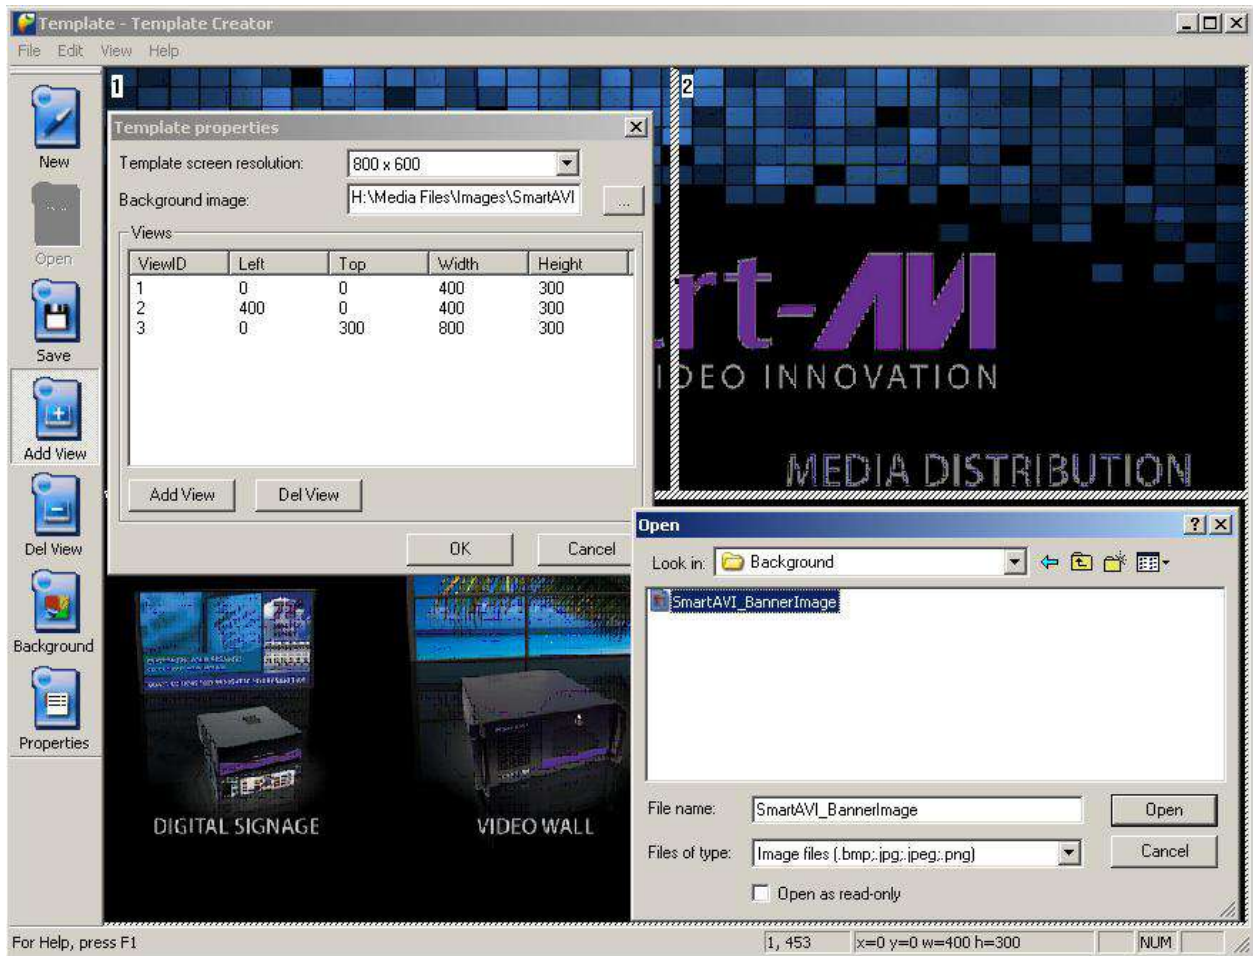 Template - Template Creator
File Edit View Help
1
2
New
Open
Save
Add View
Del View
Background
Properties
Template properties
Template screen resolution: 800 x 600
Background image: H:\Media Files\Images\SmartAVI ...
Views
ViewID Left Top Width Height
1 0 0 400 300
2 400 0 400 300
3 0 300 800 300
Add View Del View
OK Cancel
rt-AVI
IDEO INNOVATION
MEDIA DISTRIBUTION
Open
Look in: Background
SmartAVI_BannerImage
File name: SmartAVI_BannerImage Open
Files of type: Image files (.bmp;.jpg;.jpeg;.png) Cancel
Open as read-only
DIGITAL SIGNAGE
VIDEO WALL
For Help, press F1
1, 453 x=0 y=0 w=400 h=300 NUM